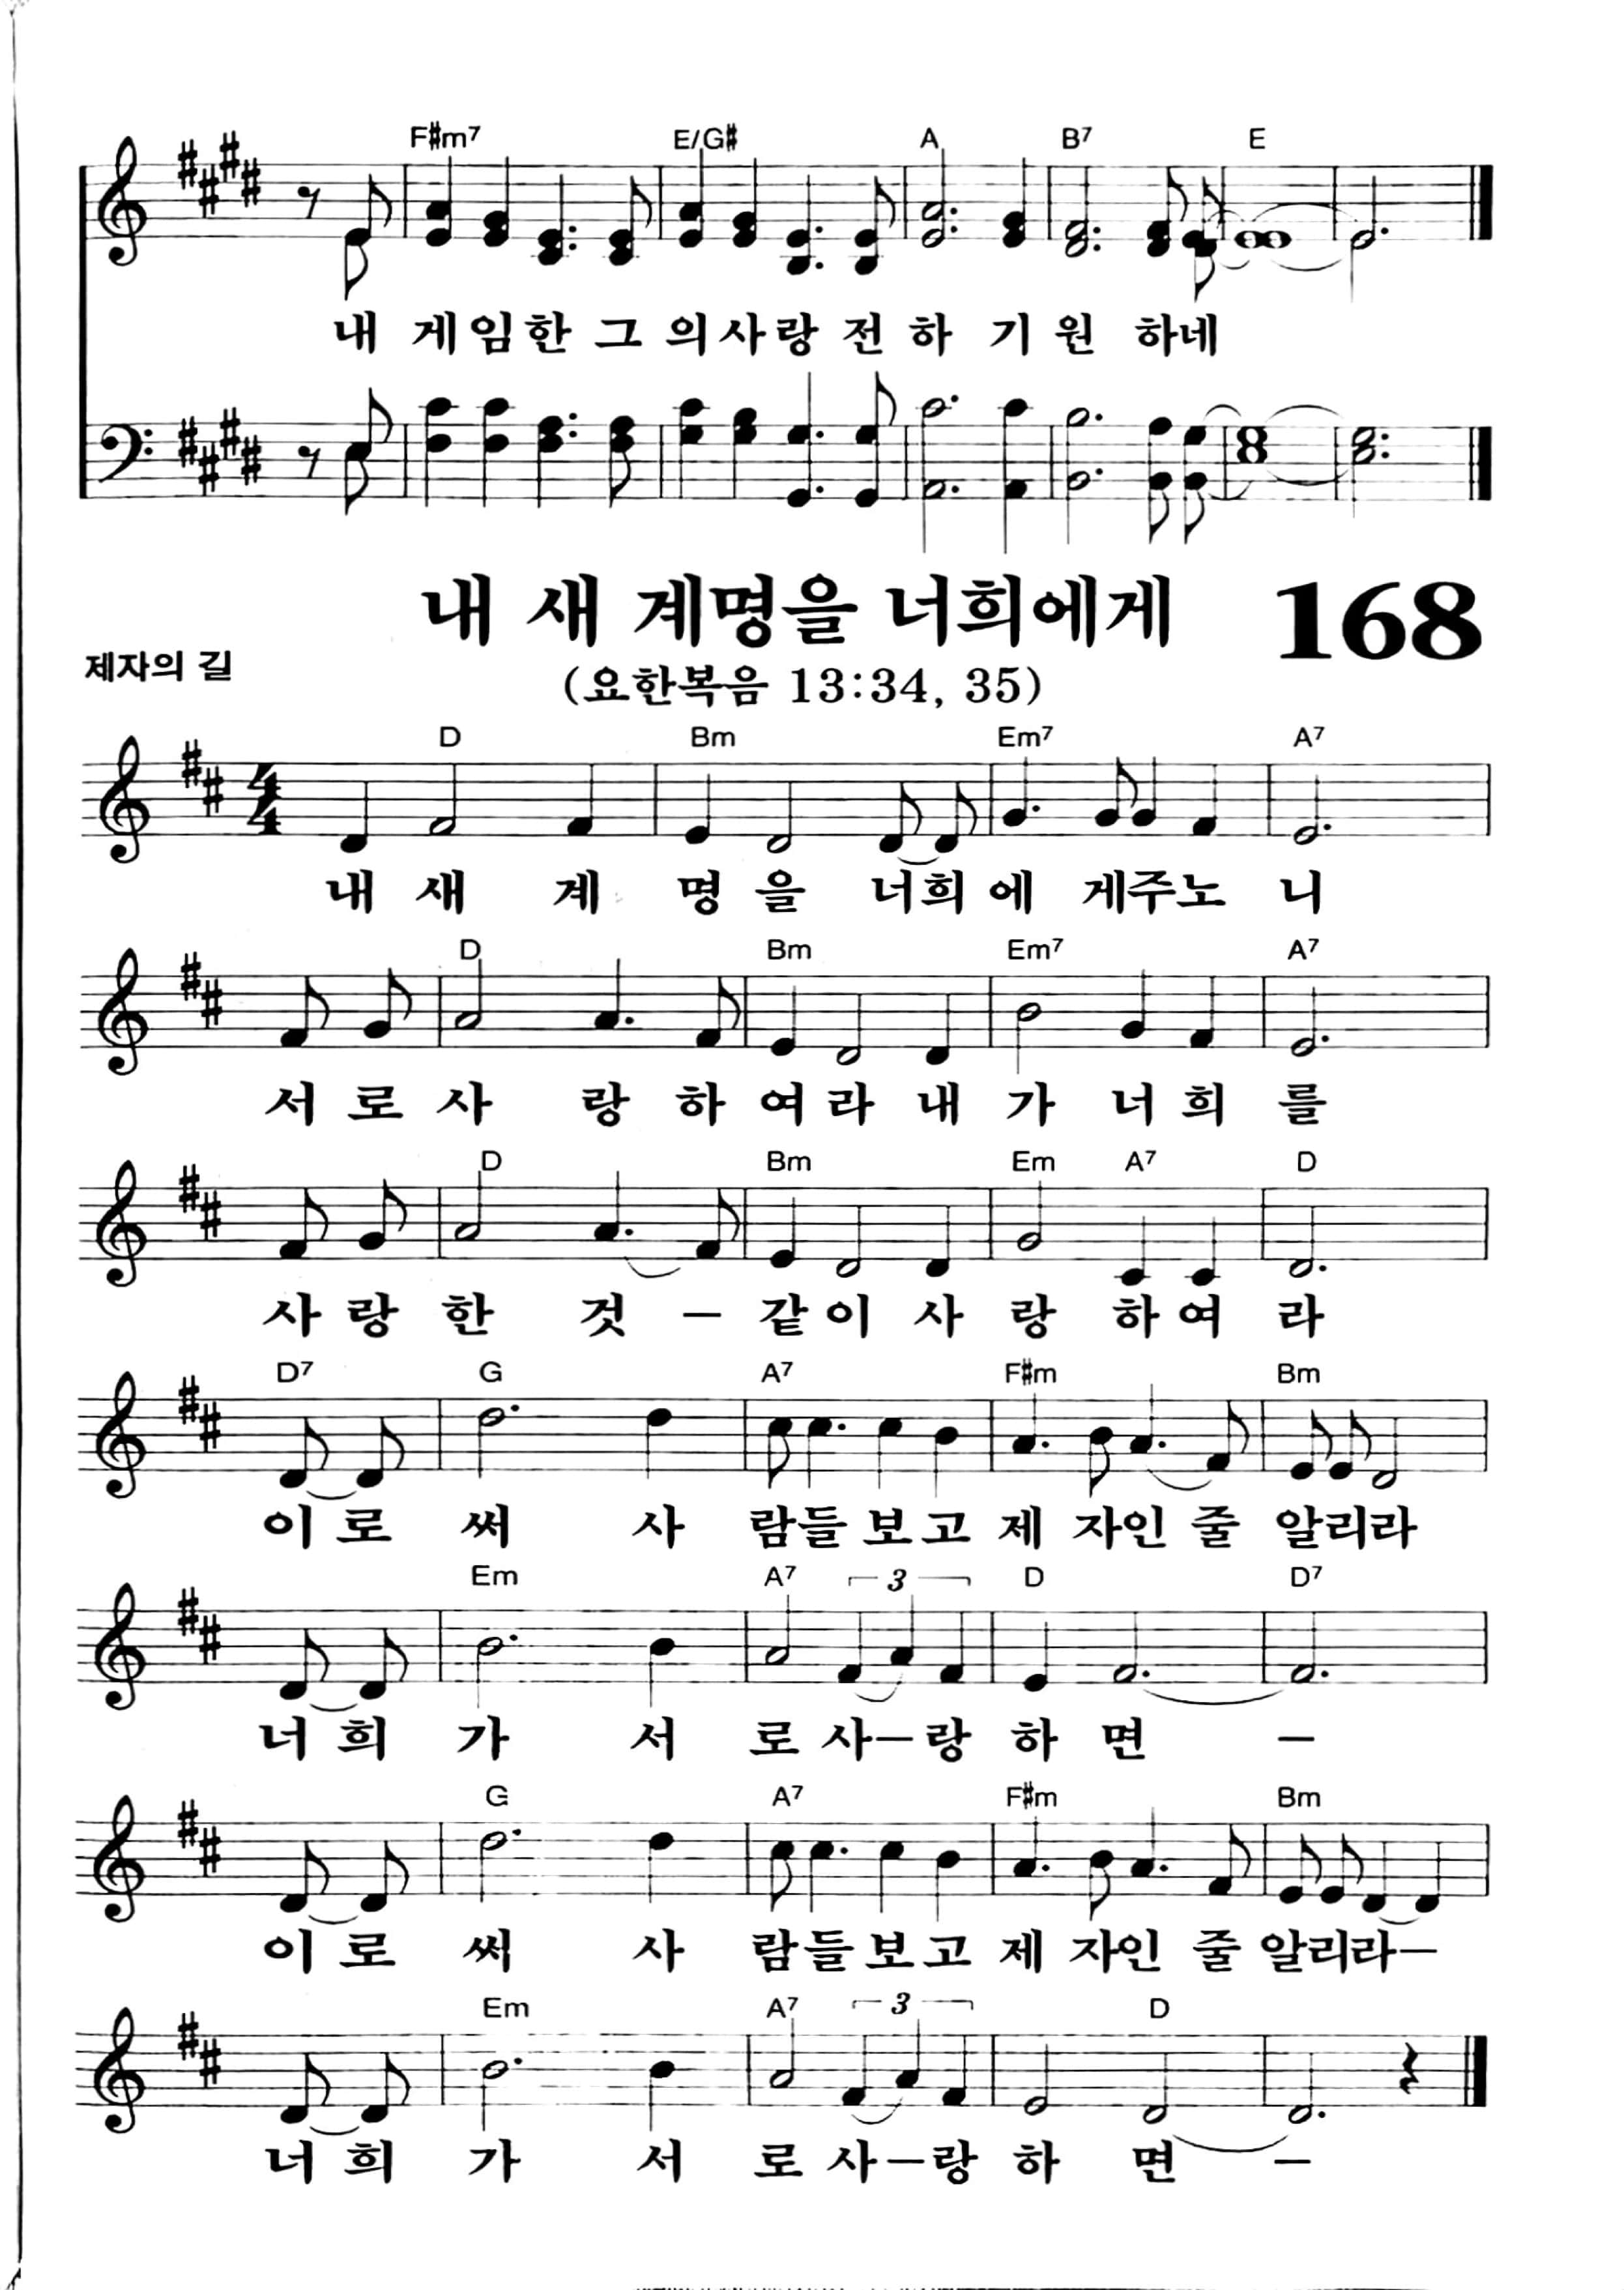 F#m7 E/G# A B7 E
내 게임한 그 의사랑 전 하 기 원 하네
내 새 계명을 너희에게 168
제자의 길
(요한복음 13:34, 35)
D Bm Em7 A7
내 새 계 명 을 너희 에 게주노 니
D Bm Em7 A7
서 로 사 랑 하 여 라 내 가 너 희 를
D Bm Em A7 D
사 랑 한 것 – 같 이 사 랑 하 여 라
D7 G A7 F#m Bm
이 로 써 사 람들 보 고 제 자인 줄 알리라
Em A7 3 D D7
너 희 가 서 로 사–랑 하 면 –
G A7 F#m Bm
이 로 써 사 람들 보고 제 자인 줄 알리라–
Em A7 3 D
너 희 가 서 로 사–랑 하 면 –